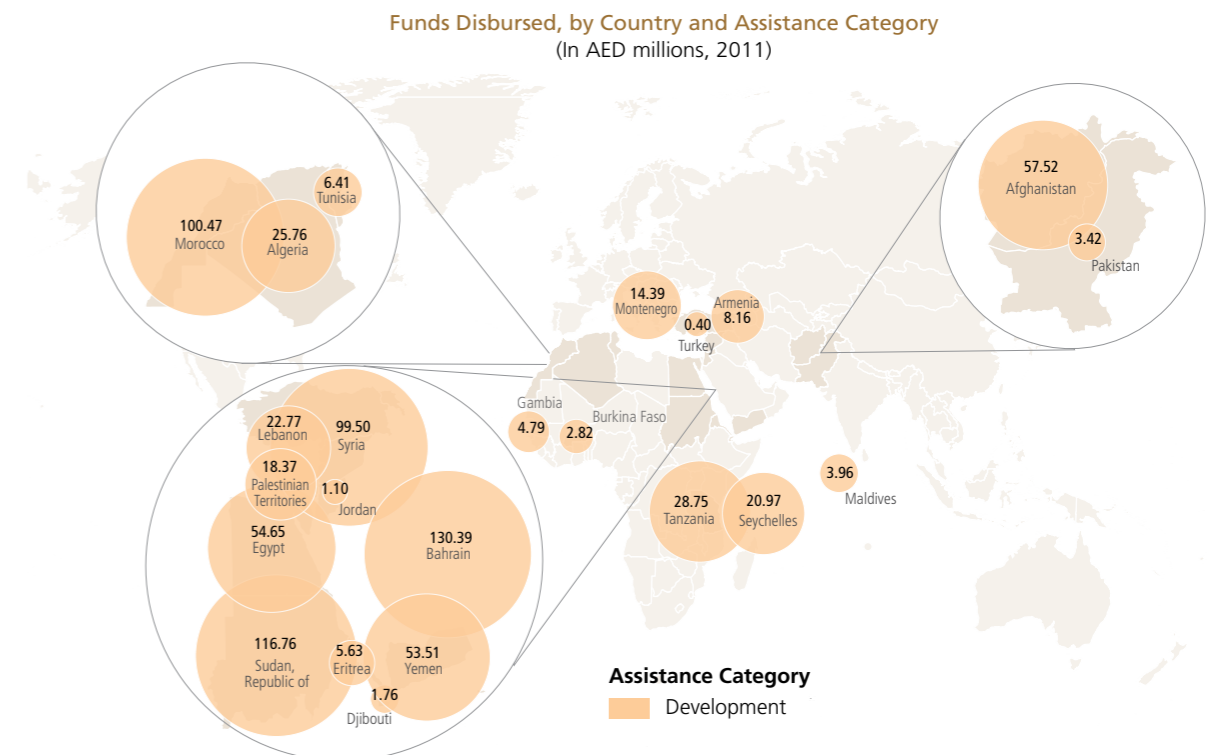 Funds Disbursed, by Country and Assistance Category
(In AED millions, 2011)
6.41
Tunisia
100.47
Morocco
25.76
Algeria
57.52
Afghanistan
3.42
Pakistan
14.39
Montenegro
Armenia
8.16
0.40
Turkey
Gambia
4.79
Burkina Faso
2.82
3.96
Maldives
28.75
Tanzania
20.97
Seychelles
22.77
Lebanon
99.50
Syria
18.37
Palestinian
Territories
1.10
Jordan
54.65
Egypt
130.39
Bahrain
116.76
Sudan,
Republic of
5.63
Eritrea
53.51
Yemen
1.76
Djibouti
Assistance Category
Development